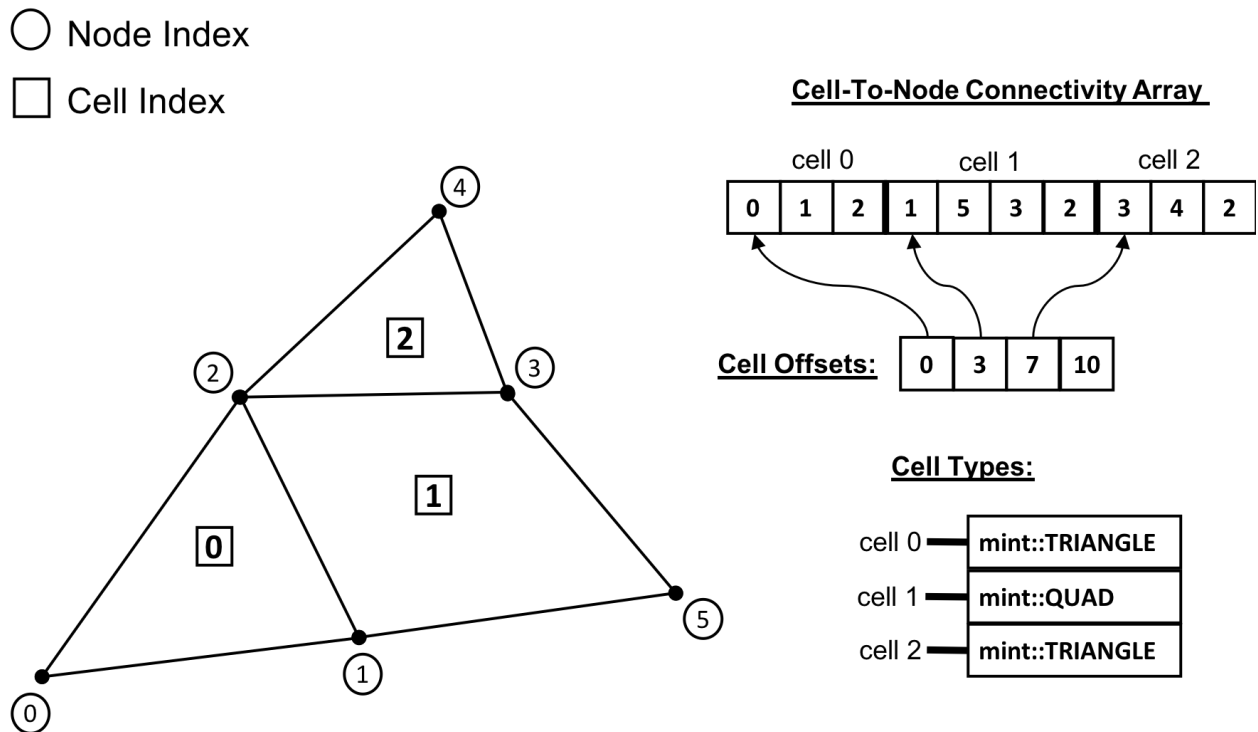 Node Index
Cell Index
Cell-To-Node Connectivity Array
cell 0 cell 1 cell 2
0 1 2 1 5 3 2 3 4 2
Cell Offsets: 0 3 7 10
Cell Types:
cell 0 mint::TRIANGLE
cell 1 mint::QUAD
cell 2 mint::TRIANGLE
4
2
2
3
1
0
5
1
0